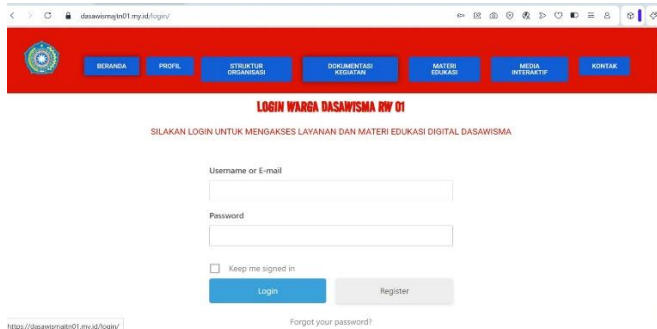 dasawismajtn01.my.id/login/
BERANDA
PROFIL
STRUKTUR
ORGANISASI
DOKUMENTASI
KEGIATAN
MATERI
EDUKASI
MEDIA
INTERAKTIF
KONTAK
LOGIN WARGA DASAWISMA RW 01
SILAKAN LOGIN UNTUK MENGAKSES LAYANAN DAN MATERI EDUKASI DIGITAL DASAWISMA
Username or E-mail
Password
Keep me signed in
Login
Register
Forgot your password?
https://dasawismajtn01.my.id/login/